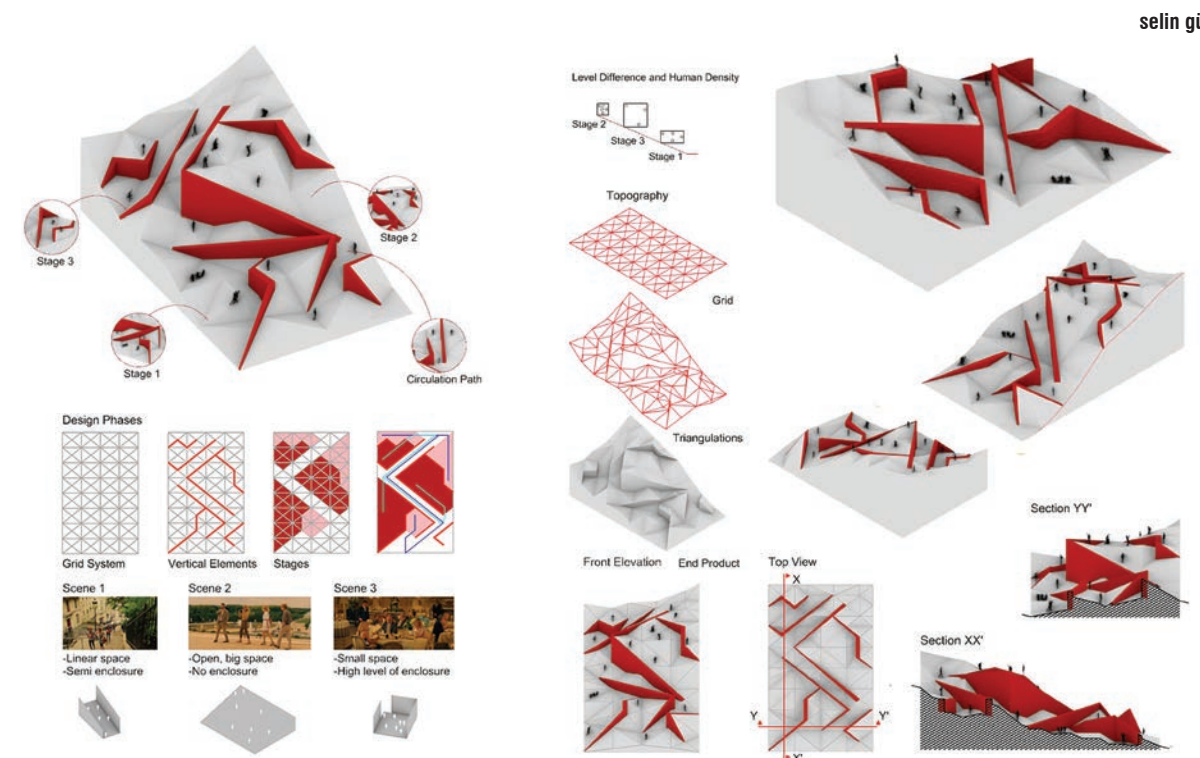 selin gü
Stage 3
Stage 2
Stage 1
Circulation Path
Design Phases
Grid System
Vertical Elements
Stages
Scene 1
-Linear space
-Semi enclosure
Scene 2
-Open, big space
-No enclosure
Scene 3
-Small space
-High level of enclosure
Level Difference and Human Density
Stage 2
Stage 3
Stage 1
Topography
Grid
Triangulations
End Product
Front Elevation
Top View
X
Y
Y'
X'
Section YY'
Section XX'